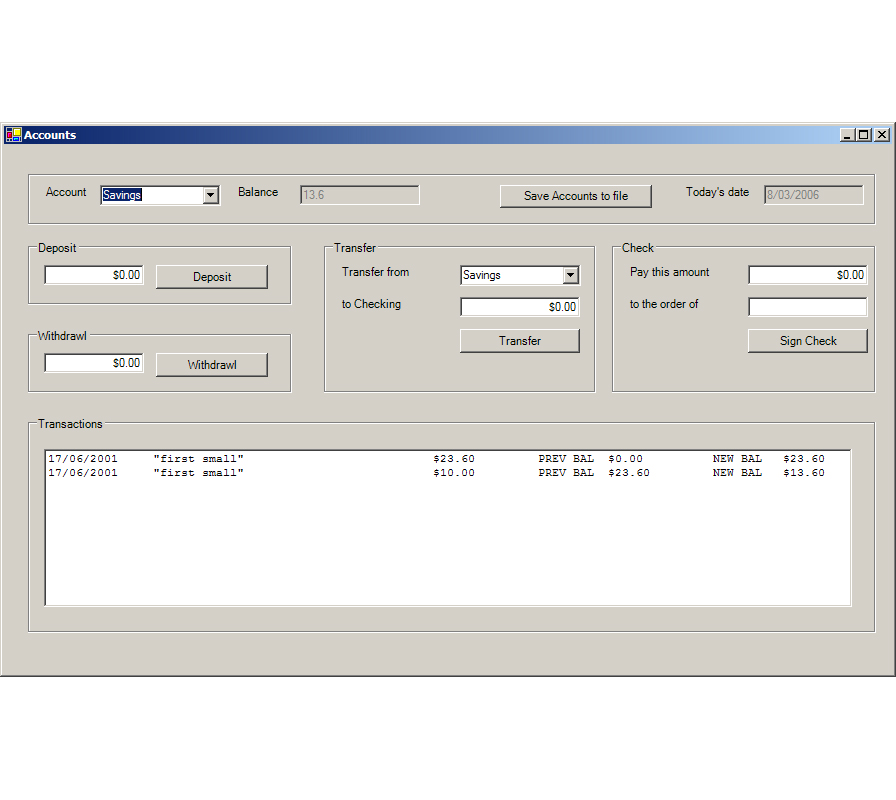 Accounts
Account Savings Balance 13.6 Save Accounts to file Today's date 8/03/2006
Deposit
$0.00 Deposit
Withdrawl
$0.00 Withdrawl
Transfer
Transfer from Savings
to Checking $0.00
Transfer
Check
Pay this amount $0.00
to the order of
Sign Check
Transactions
17/06/2001 "first small" $23.60 PREV BAL $0.00 NEW BAL $23.60
17/06/2001 "first small" $10.00 PREV BAL $23.60 NEW BAL $13.60